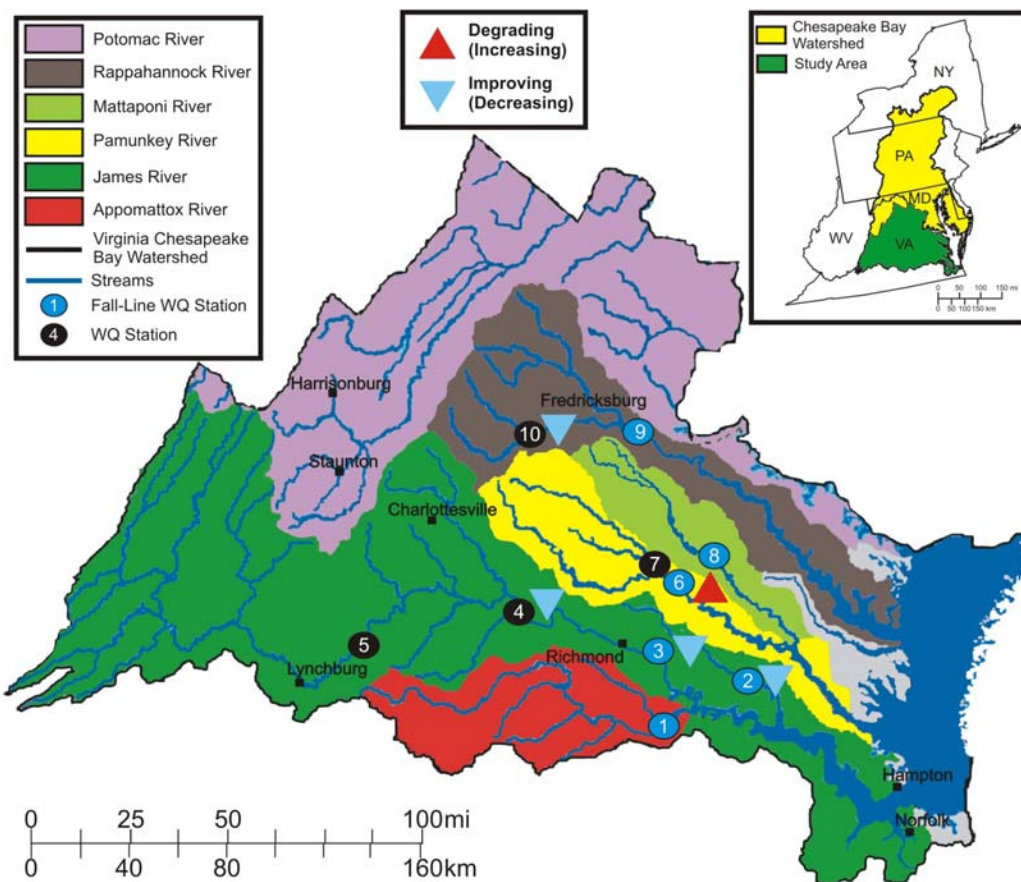 Potomac River
Rappahannock River
Mattaponi River
Pamunkey River
James River
Appomattox River
Virginia Chesapeake
Bay Watershed
Streams
1 Fall-Line WQ Station
4 WQ Station
Degrading
(Increasing)
Improving
(Decreasing)
Chesapeake Bay
Watershed
Study Area
NY
PA
MD
WV
VA
0 50 100 150 mi
0 50 100 150 km
Harrisonburg
Fredricksburg
10
9
Staunton
Charlottesville
8
7
6
4
5
3
Richmond
Lynchburg
2
1
Hampton
Norfolk
0 25 50 100mi
0 40 80 160km